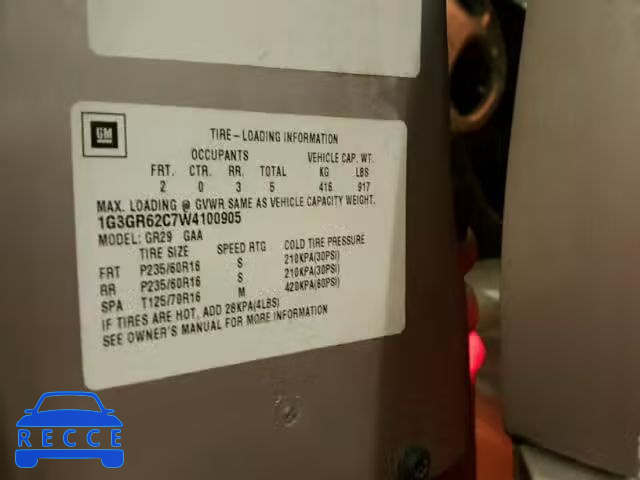 GM
TIRE-LOADING INFORMATION
OCCUPANTS VEHICLE CAP. WT.
FRT. CTR. RR. TOTAL KG LBS
2 0 3 5 416 917
MAX. LOADING @ GVWR SAME AS VEHICLE CAPACITY WEIGHT.
1G3GR62C7W4100905
MODEL: GR29 GAA
TIRE SIZE SPEED RTG COLD TIRE PRESSURE
FRT P235/60R16 S 210KPA(30PSI)
RR P235/60R16 S 210KPA(30PSI)
SPA T125/70R16 M 420KPA(60PSI)
IF TIRES ARE HOT, ADD 28KPA(4LBS)
SEE OWNER'S MANUAL FOR MORE INFORMATION
RECCE